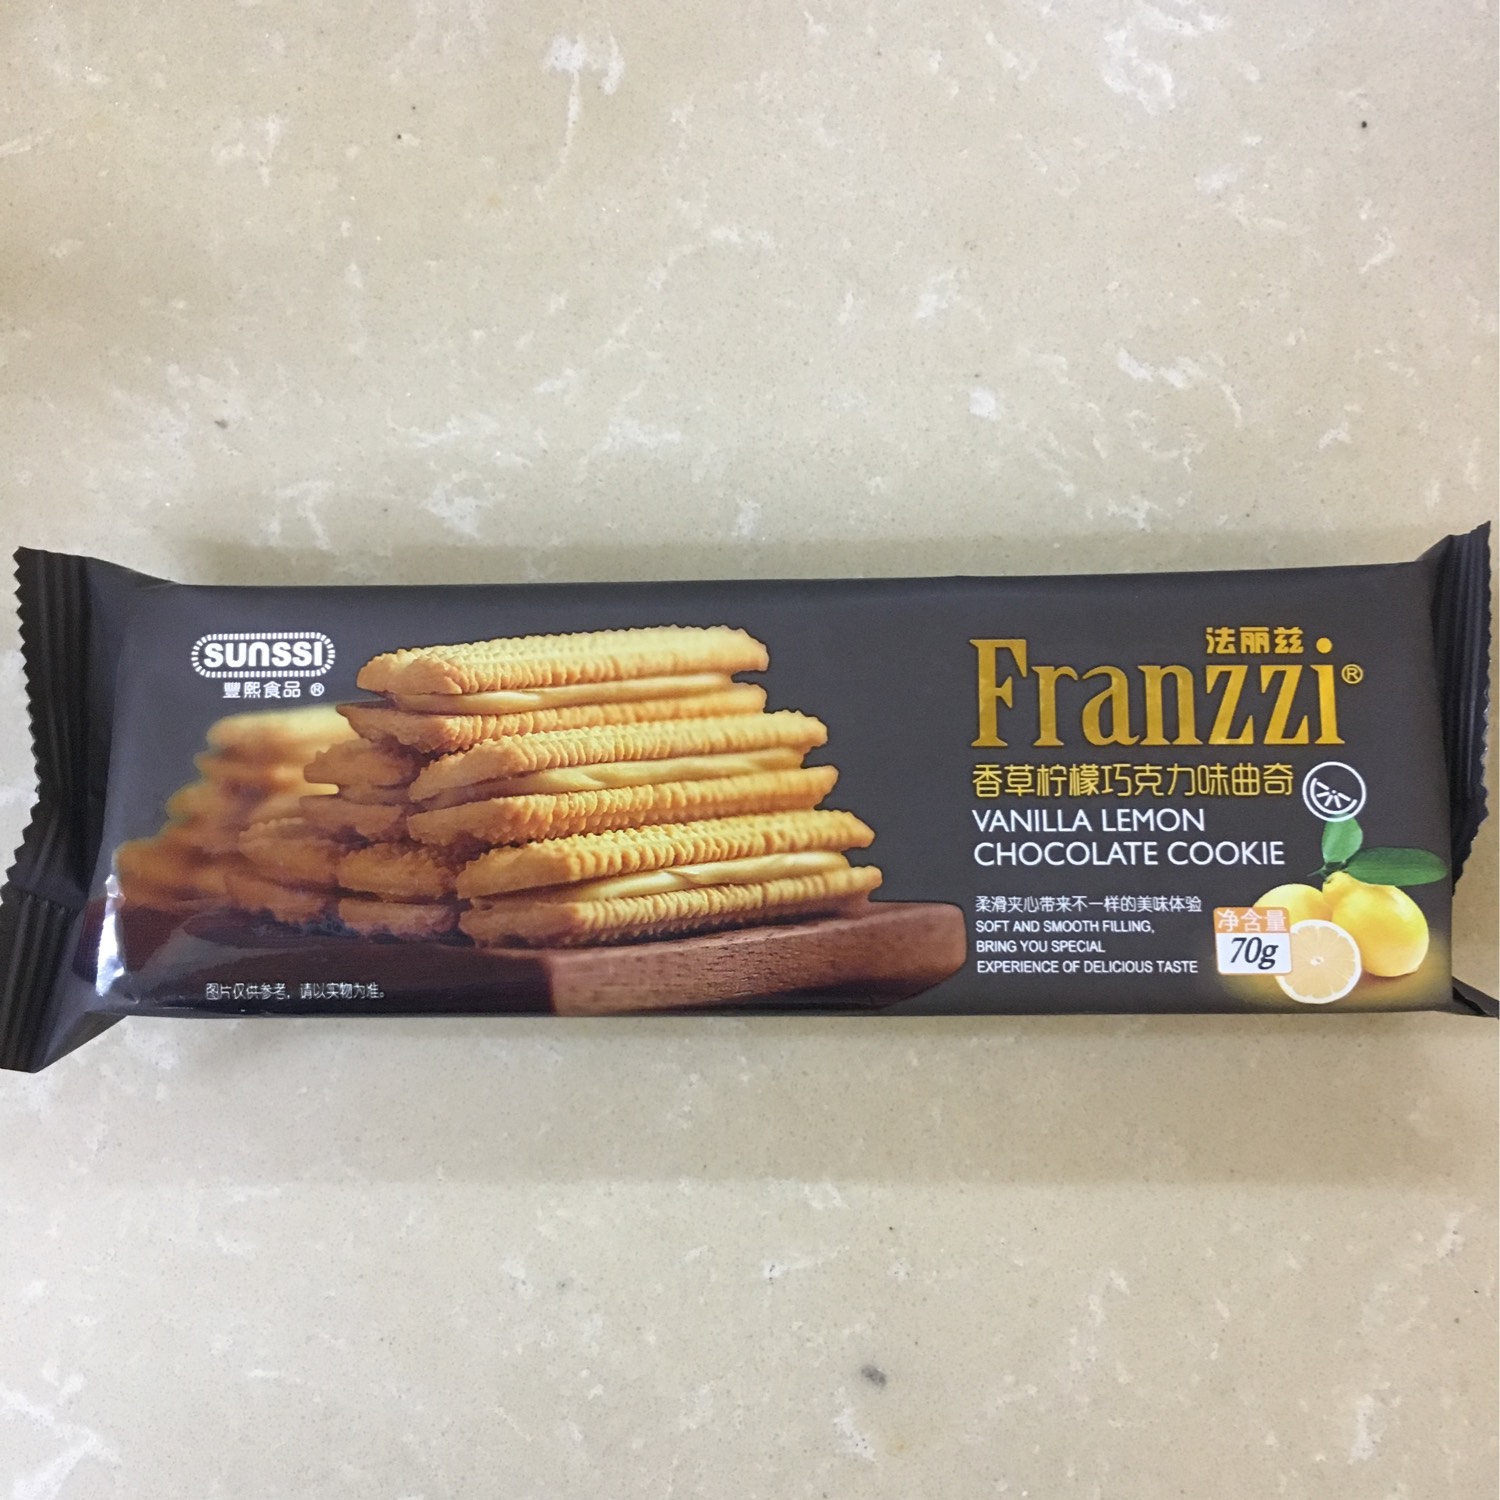 SUNSSI
豐熙食品 ®
法丽兹
Franzzi®
香草柠檬巧克力味曲奇
VANILLA LEMON
CHOCOLATE COOKIE
柔滑夹心带来不一样的美味体验
SOFT AND SMOOTH FILLING,
BRING YOU SPECIAL
EXPERIENCE OF DELICIOUS TASTE
净含量
70g
图片仅供参考，请以实物为准。